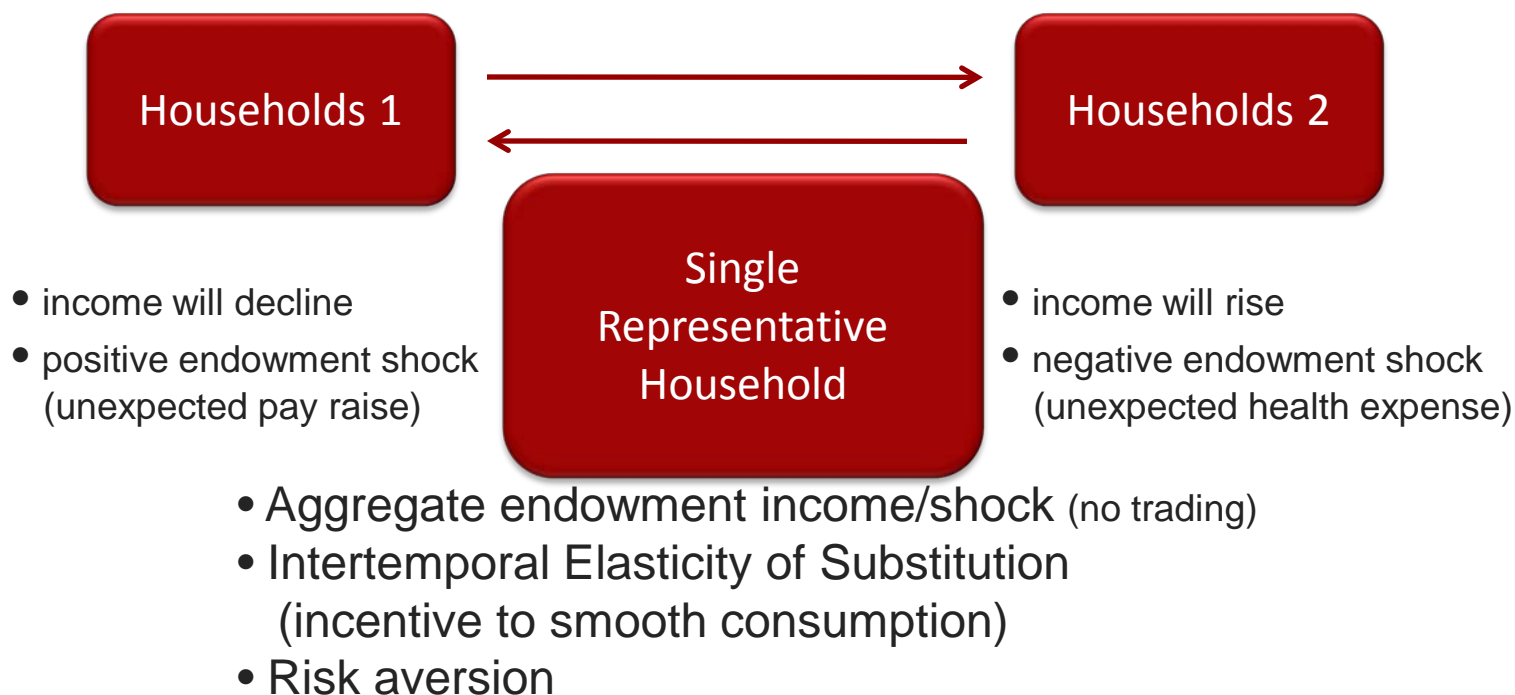 Households 1
Households 2
Single
Representative
Household
• income will decline
• positive endowment shock
(unexpected pay raise)
• income will rise
• negative endowment shock
(unexpected health expense)
• Aggregate endowment income/shock (no trading)
• Intertemporal Elasticity of Substitution
(incentive to smooth consumption)
• Risk aversion